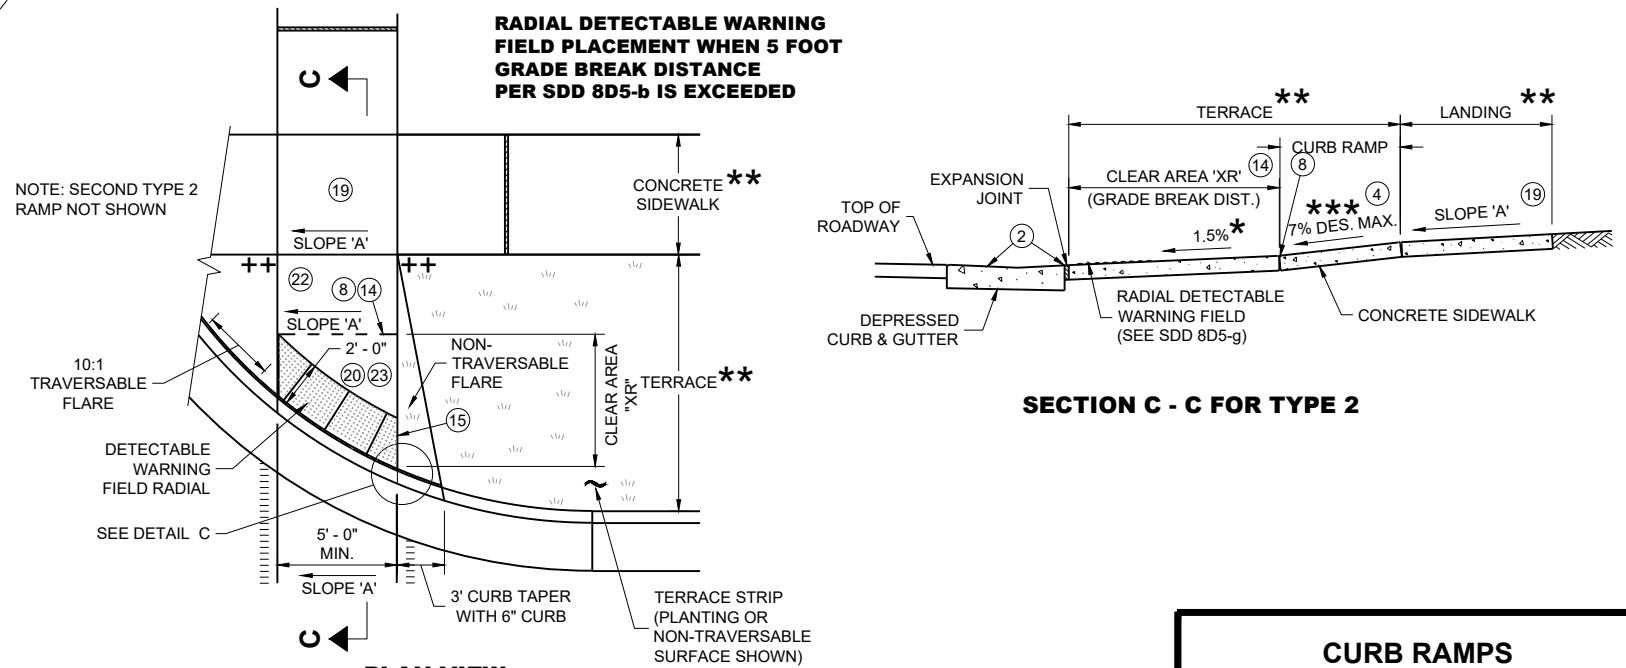 RADIAL DETECTABLE WARNING
FIELD PLACEMENT WHEN 5 FOOT
GRADE BREAK DISTANCE
PER SDD 8D5-b IS EXCEEDED
C
NOTE: SECOND TYPE 2
RAMP NOT SHOWN
19
SLOPE 'A'
CONCRETE **
SIDEWALK
++ ++
22
8 14
SLOPE 'A'
2' - 0"
20 23
NON-
TRAVERSABLE
FLARE
CLEAR AREA
"XR"
TERRACE **
15
10:1
TRAVERSABLE
FLARE
DETECTABLE
WARNING
FIELD RADIAL
SEE DETAIL C
5' - 0"
MIN.
SLOPE 'A'
3' CURB TAPER
WITH 6" CURB
TERRACE STRIP
(PLANTING OR
NON-TRAVERSABLE
SURFACE SHOWN)
C
PLAN VIEW
TERRACE **
LANDING **
CURB RAMP
14 8
CLEAR AREA 'XR'
(GRADE BREAK DIST.)
EXPANSION
JOINT
TOP OF
ROADWAY
2
1.5% *
*** 4
7% DES. MAX.
SLOPE 'A' 19
DEPRESSED
CURB & GUTTER
RADIAL DETECTABLE
WARNING FIELD
(SEE SDD 8D5-g)
CONCRETE SIDEWALK
SECTION C - C FOR TYPE 2
CURB RAMPS